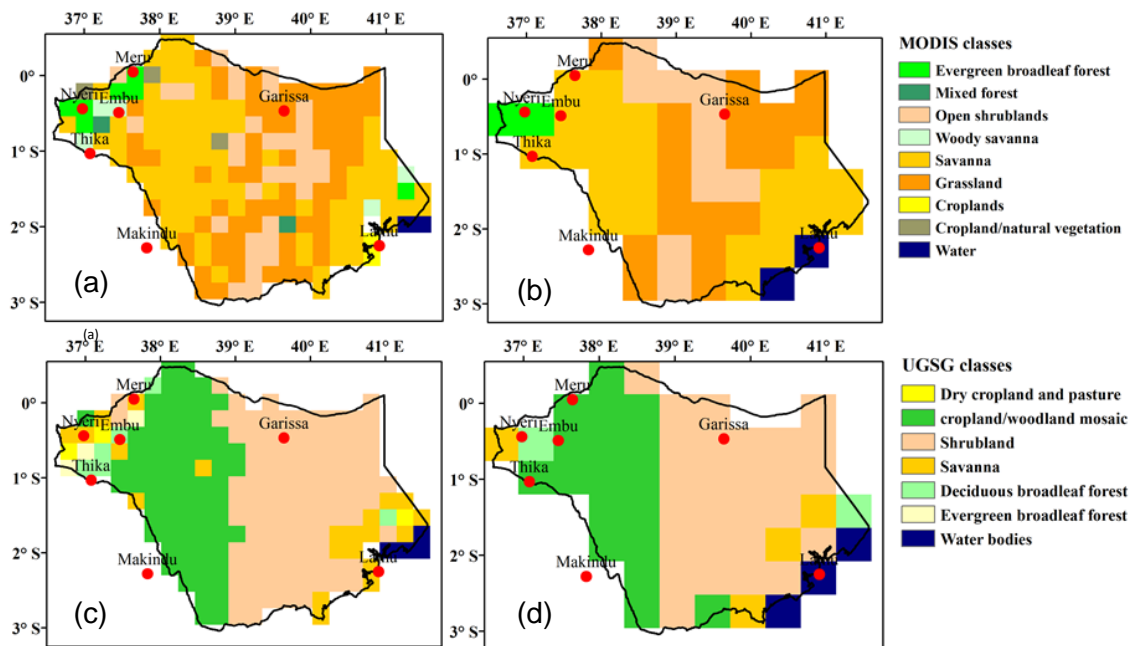 37° E 38° E 39° E 40° E 41° E
0°
1° S
2° S
3° S
Meru
Nyeri
Embu
Garissa
Thika
Makindu
Lamu
(a)
37° E 38° E 39° E 40° E 41° E
0°
1° S
2° S
3° S
Meru
Nyeri
Embu
Garissa
Thika
Makindu
Lamu
(b)
MODIS classes
Evergreen broadleaf forest
Mixed forest
Open shrublands
Woody savanna
Savanna
Grassland
Croplands
Cropland/natural vegetation
Water
(a)
37° E 38° E 39° E 40° E 41° E
0°
1° S
2° S
3° S
Meru
Nyeri
Embu
Garissa
Thika
Makindu
Lamu
(c)
37° E 38° E 39° E 40° E 41° E
0°
1° S
2° S
3° S
Meru
Nyeri
Embu
Garissa
Thika
Makindu
Lamu
(d)
UGSG classes
Dry cropland and pasture
cropland/woodland mosaic
Shrubland
Savanna
Deciduous broadleaf forest
Evergreen broadleaf forest
Water bodies